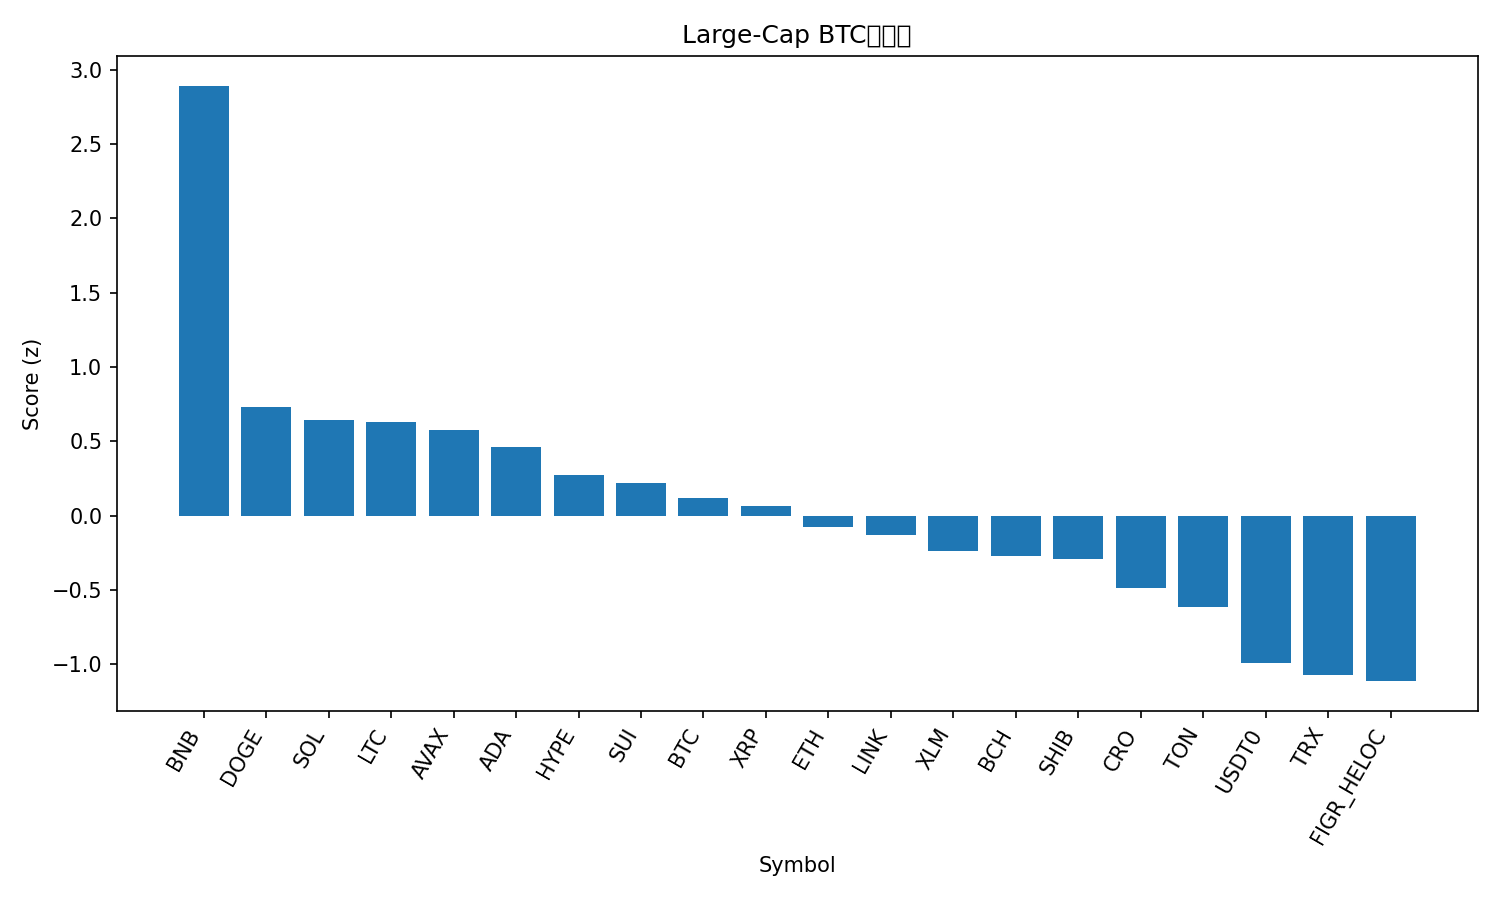 Large-Cap BTC
3.0
2.5
2.0
1.5
1.0
0.5
0.0
−0.5
−1.0
Score (z)
BNB
DOGE
SOL
LTC
AVAX
ADA
HYPE
SUI
BTC
XRP
ETH
LINK
XLM
BCH
SHIB
CRO
TON
USDT0
TRX
FIGR_HELOC
Symbol